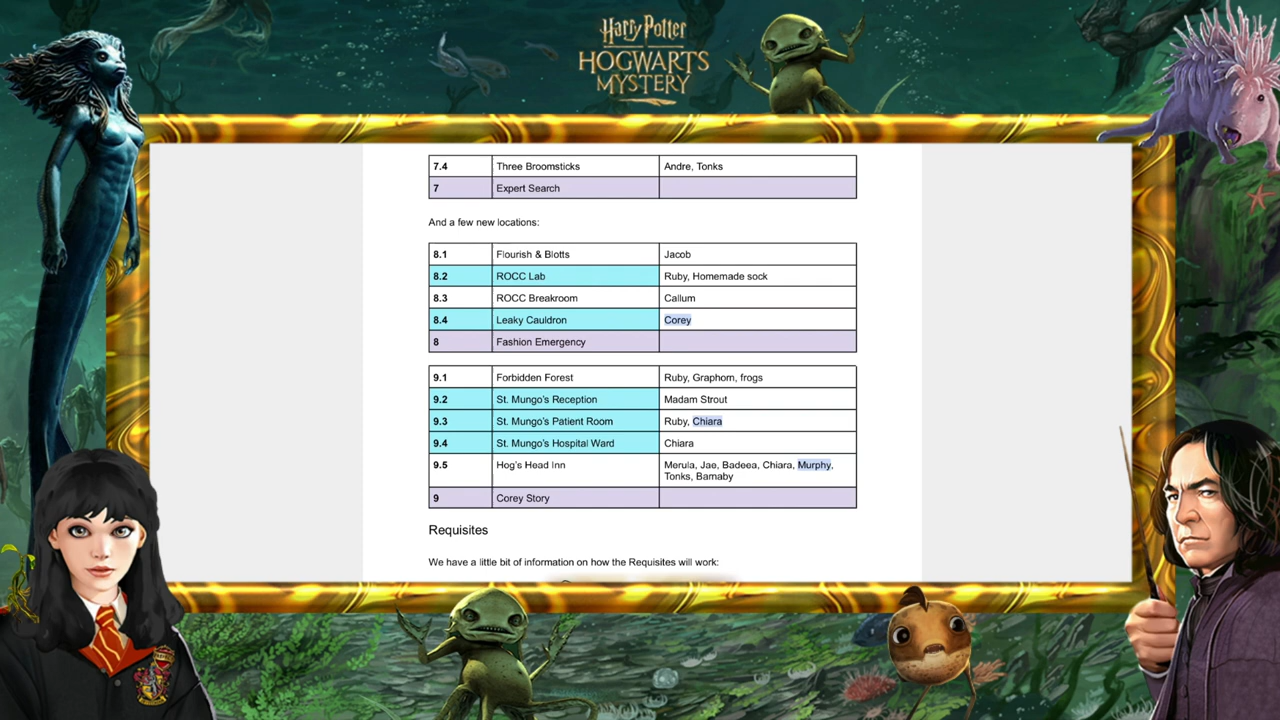 Harry Potter
HOGWARTS
MYSTERY
7.4 Three Broomsticks Andre, Tonks
7 Expert Search
And a few new locations:
8.1 Flourish & Blotts Jacob
8.2 ROCC Lab Ruby, Homemade sock
8.3 ROCC Breakroom Callum
8.4 Leaky Cauldron Corey
8 Fashion Emergency
9.1 Forbidden Forest Ruby, Graphorn, frogs
9.2 St. Mungo's Reception Madam Strout
9.3 St. Mungo's Patient Room Ruby, Chiara
9.4 St. Mungo's Hospital Ward Chiara
9.5 Hog's Head Inn Merula, Jae, Badeea, Chiara, Murphy,
Tonks, Barnaby
9 Corey Story
Requisites
We have a little bit of information on how the Requisites will work: